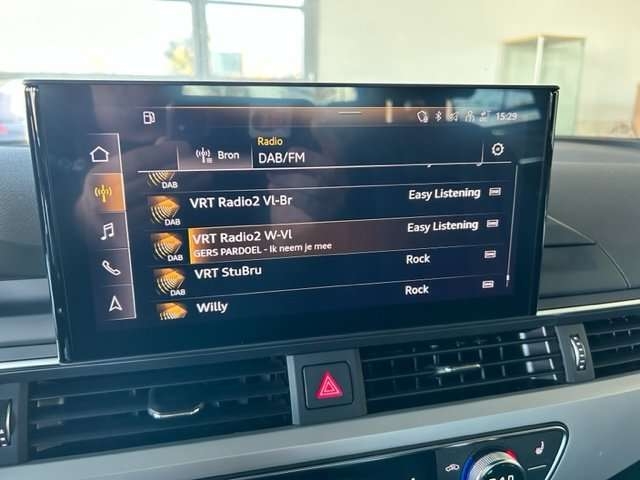 15:29
Radio
Bron
DAB/FM
DAB
VRT Radio2 Vl-Br
Easy Listening
DAB
VRT Radio2 W-Vl
Easy Listening
GERS PARDOEL - Ik neem je mee
DAB
VRT StuBru
Rock
DAB
Willy
Rock